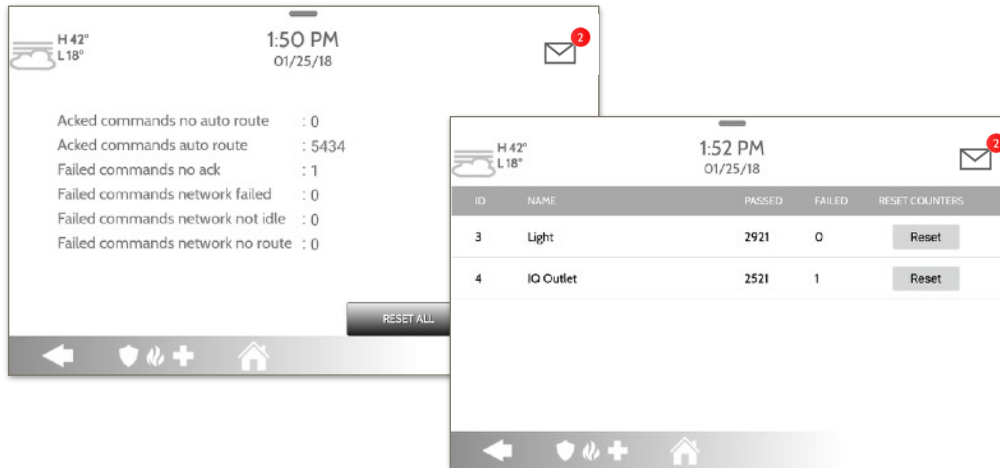 H 42°
L 18°
1:50 PM
01/25/18
2
Acked commands no auto route : 0
Acked commands auto route : 5434
Failed commands no ack : 1
Failed commands network failed : 0
Failed commands network not idle : 0
Failed commands network no route : 0
RESET ALL
H 42°
L 18°
1:52 PM
01/25/18
2
ID NAME PASSED FAILED RESET COUNTERS
3 Light 2921 0 Reset
4 IQ Outlet 2521 1 Reset